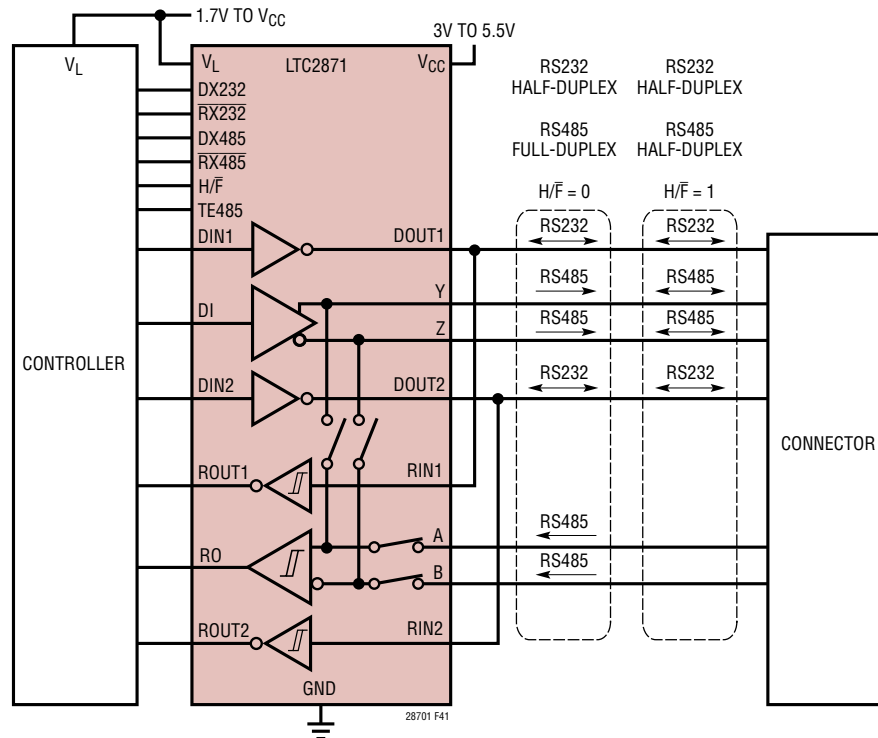 1.7V TO VCC
3V TO 5.5V
VL
VL
LTC2871
VCC
DX232
RX232
DX485
RX485
H/F
TE485
RS232
HALF-DUPLEX
RS232
HALF-DUPLEX
RS485
FULL-DUPLEX
RS485
HALF-DUPLEX
H/F̅ = 0
H/F̅ = 1
DIN1
DOUT1
RS232
RS232
Y
RS485
RS485
DI
Z
RS485
RS485
CONTROLLER
DIN2
DOUT2
RS232
RS232
CONNECTOR
ROUT1
RIN1
RS485
A
RO
RS485
B
ROUT2
RIN2
GND
28701 F41